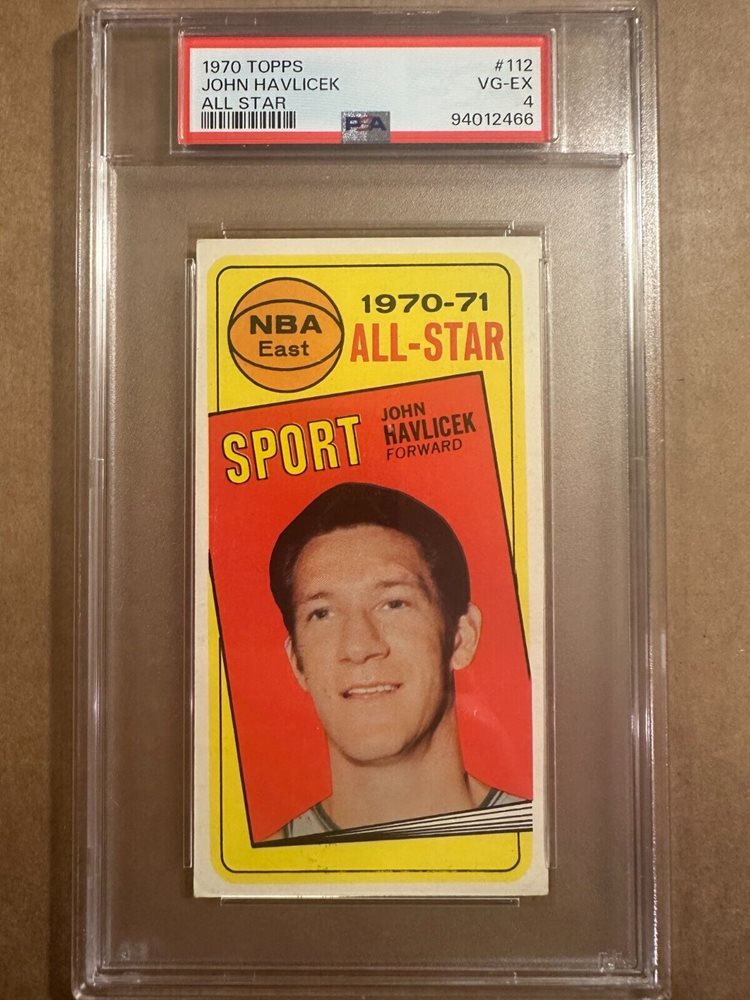 1970 TOPPS #112
JOHN HAVLICEK VG-EX
ALL STAR 4
PSA 94012466
NBA
East
1970-71
ALL-STAR
SPORT
JOHN
HAVLICEK
FORWARD